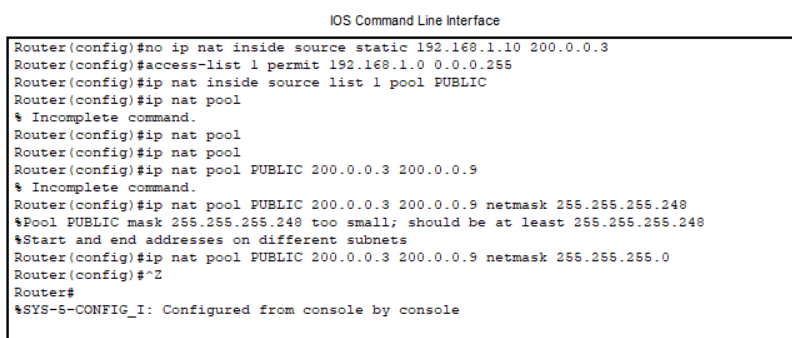 IOS Command Line Interface
Router(config)#no ip nat inside source static 192.168.1.10 200.0.0.3
Router(config)#access-list 1 permit 192.168.1.0 0.0.0.255
Router(config)#ip nat inside source list 1 pool PUBLIC
Router(config)#ip nat pool
% Incomplete command.
Router(config)#ip nat pool
Router(config)#ip nat pool
Router(config)#ip nat pool PUBLIC 200.0.0.3 200.0.0.9
% Incomplete command.
Router(config)#ip nat pool PUBLIC 200.0.0.3 200.0.0.9 netmask 255.255.255.248
%Pool PUBLIC mask 255.255.255.248 too small; should be at least 255.255.255.248
%Start and end addresses on different subnets
Router(config)#ip nat pool PUBLIC 200.0.0.3 200.0.0.9 netmask 255.255.255.0
Router(config)#^Z
Router#
%SYS-5-CONFIG_I: Configured from console by console